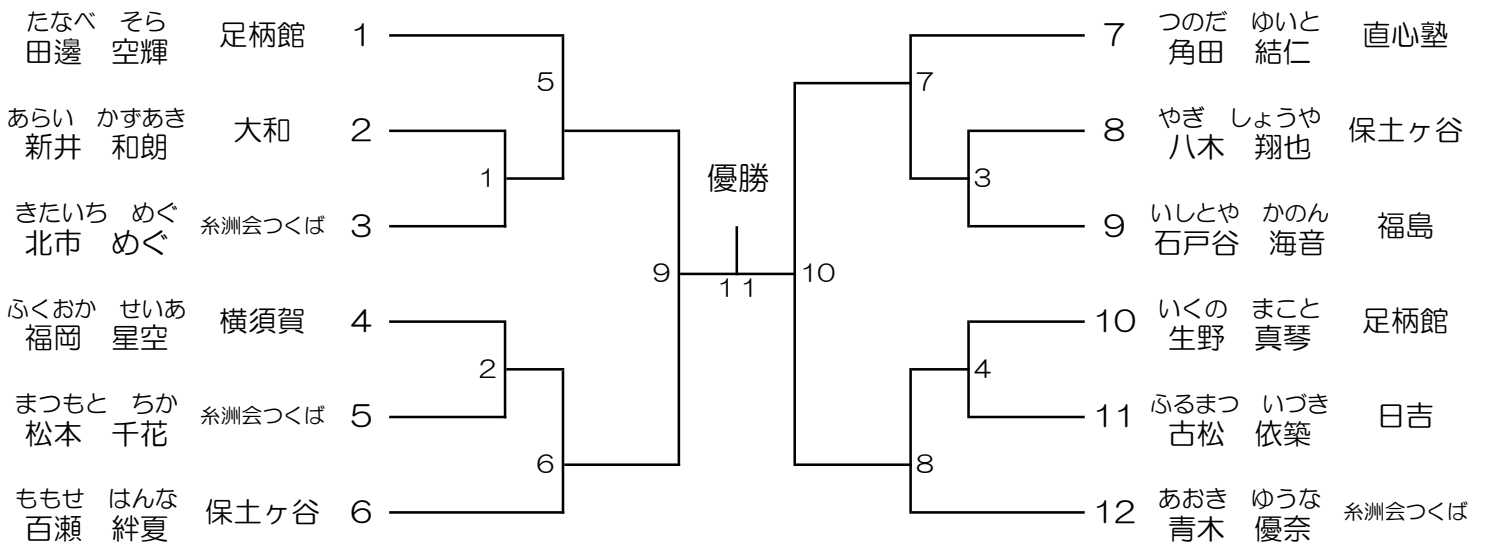 たなべ　そら
田邊　空輝　足柄館　1
あらい　かずあき
新井　和朗　大和　2
きたいち　めぐ
北市　めぐ　糸洲会つくば　3
ふくおか　せいあ
福岡　星空　横須賀　4
まつもと　ちか
松本　千花　糸洲会つくば　5
ももせ　はんな
百瀬　絆夏　保土ヶ谷　6
5
1
9
2
6
優勝
11
7
3
10
4
8
つのだ　ゆいと
7　角田　結仁　直心塾
やぎ　しょうや
8　八木　翔也　保土ヶ谷
いしとや　かのん
9　石戸谷　海音　福島
いくの　まこと
10　生野　真琴　足柄館
ふるまつ　いづき
11　古松　依築　日吉
あおき　ゆうな
12　青木　優奈　糸洲会つくば